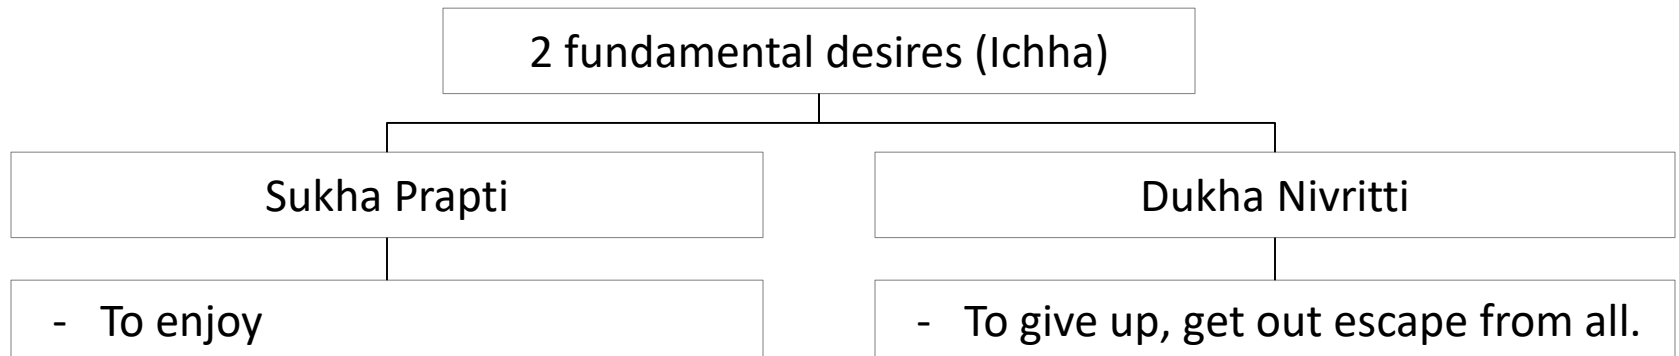 2 fundamental desires (Ichha)
Sukha Prapti
Dukha Nivritti
- To enjoy
- To give up, get out escape from all.